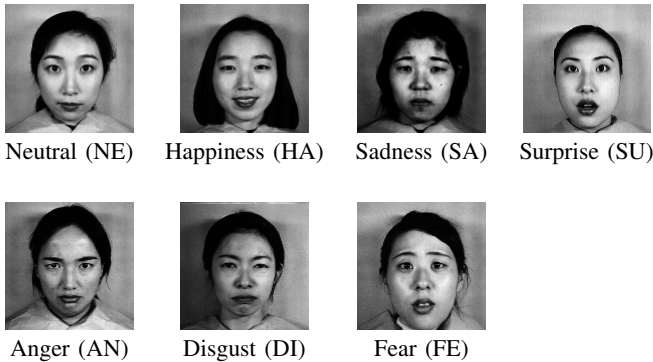 Neutral (NE) Happiness (HA) Sadness (SA) Surprise (SU)
Anger (AN) Disgust (DI) Fear (FE)